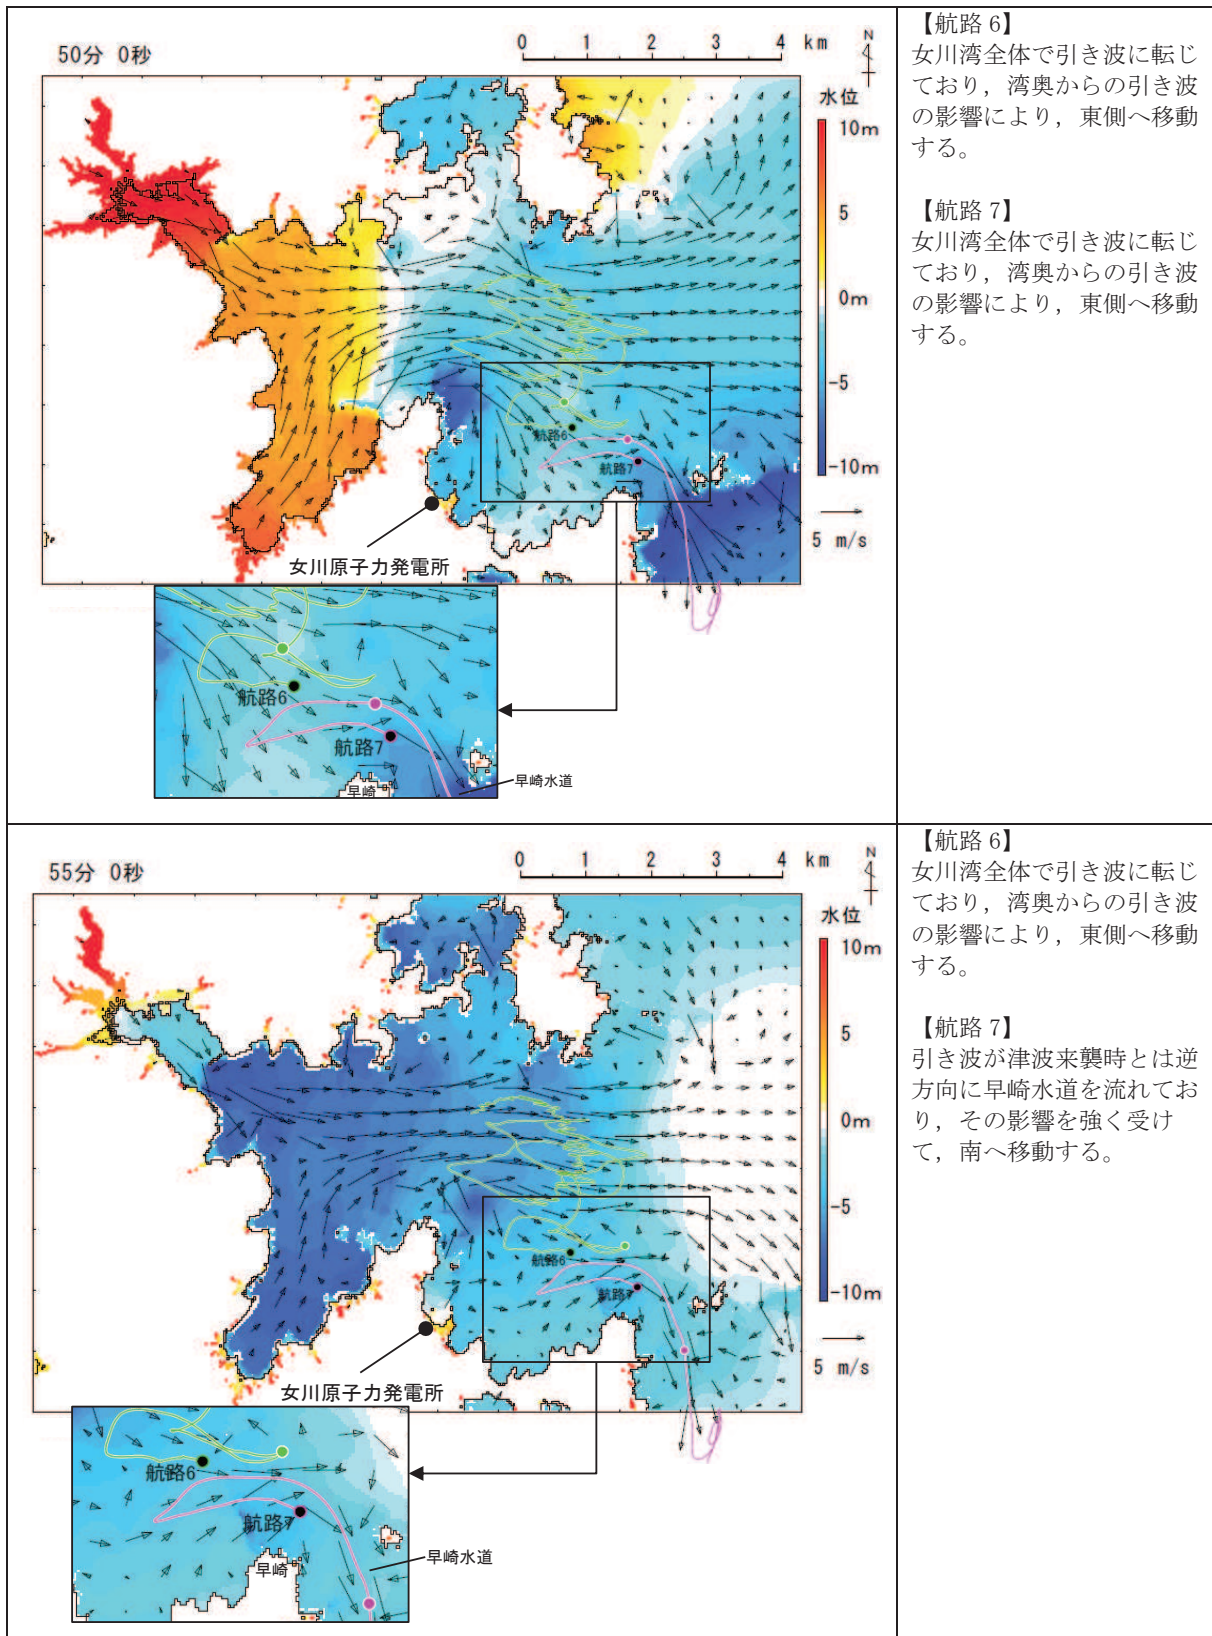 50分 0秒
0 1 2 3 4 km
N
水位
10m
5
0m
-5
-10m
5 m/s
航路6
航路7
女川原子力発電所
航路6
航路7
早崎
早崎水道
【航路 6】
女川湾全体で引き波に転じ
ており，湾奥からの引き波
の影響により，東側へ移動
する。
【航路 7】
女川湾全体で引き波に転じ
ており，湾奥からの引き波
の影響により，東側へ移動
する。
55分 0秒
0 1 2 3 4 km
N
水位
10m
5
0m
-5
-10m
5 m/s
航路6
航路7
女川原子力発電所
航路6
航路7
早崎
早崎水道
【航路 6】
女川湾全体で引き波に転じ
ており，湾奥からの引き波
の影響により，東側へ移動
する。
【航路 7】
引き波が津波来襲時とは逆
方向に早崎水道を流れてお
り，その影響を強く受け
て，南へ移動する。